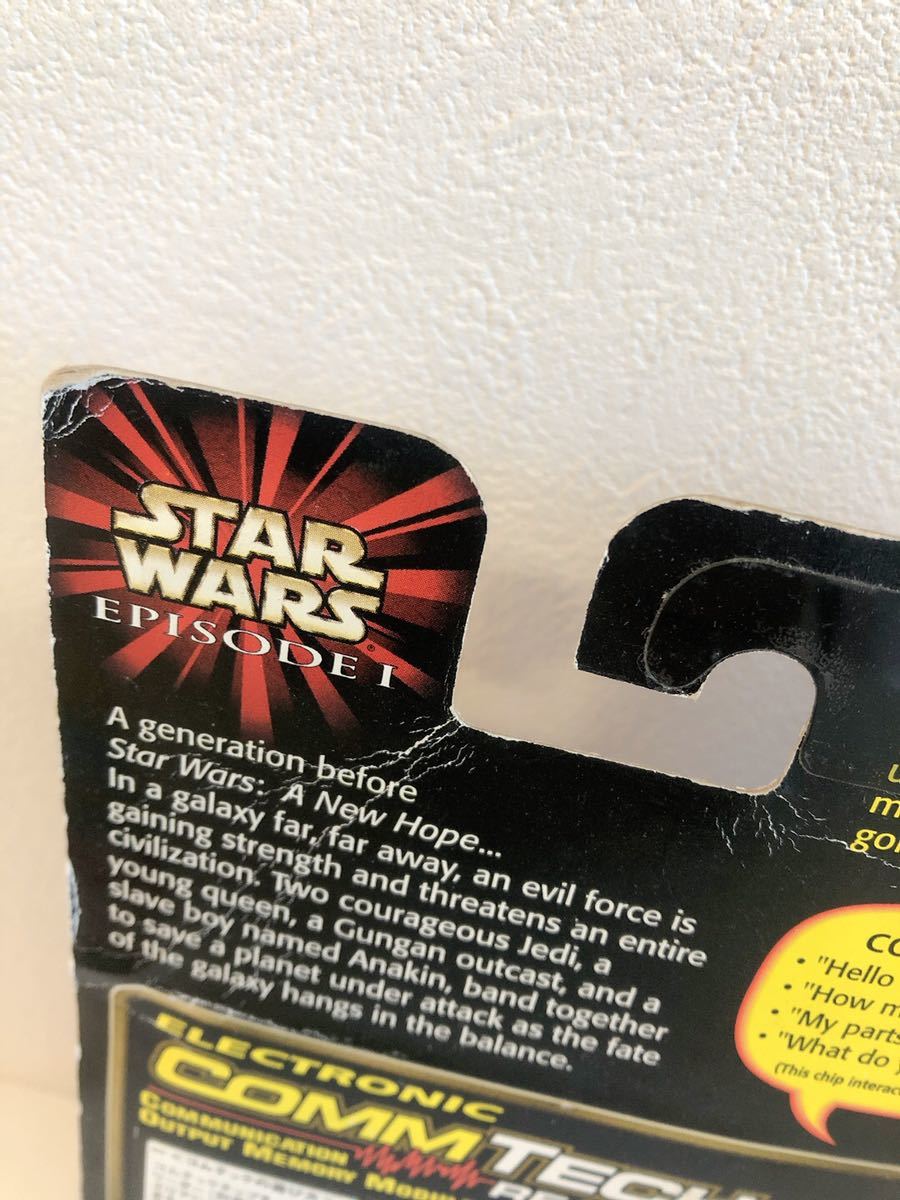 STAR
WARS®
EPISODE I
A generation before
Star Wars: A New Hope...
In a galaxy far, far away, an evil force is
gaining strength and threatens an entire
civilization. Two courageous Jedi, a
young queen, a Gungan outcast, and a
slave boy named Anakin, band together
to save a planet under attack as the fate
of the galaxy hangs in the balance.
• "Hello
• "How m
• "My parts
• "What do
(This chip interac
ELECTRONIC
COMMTECH
COMMUNICATION
OUTPUT MEMORY MODU